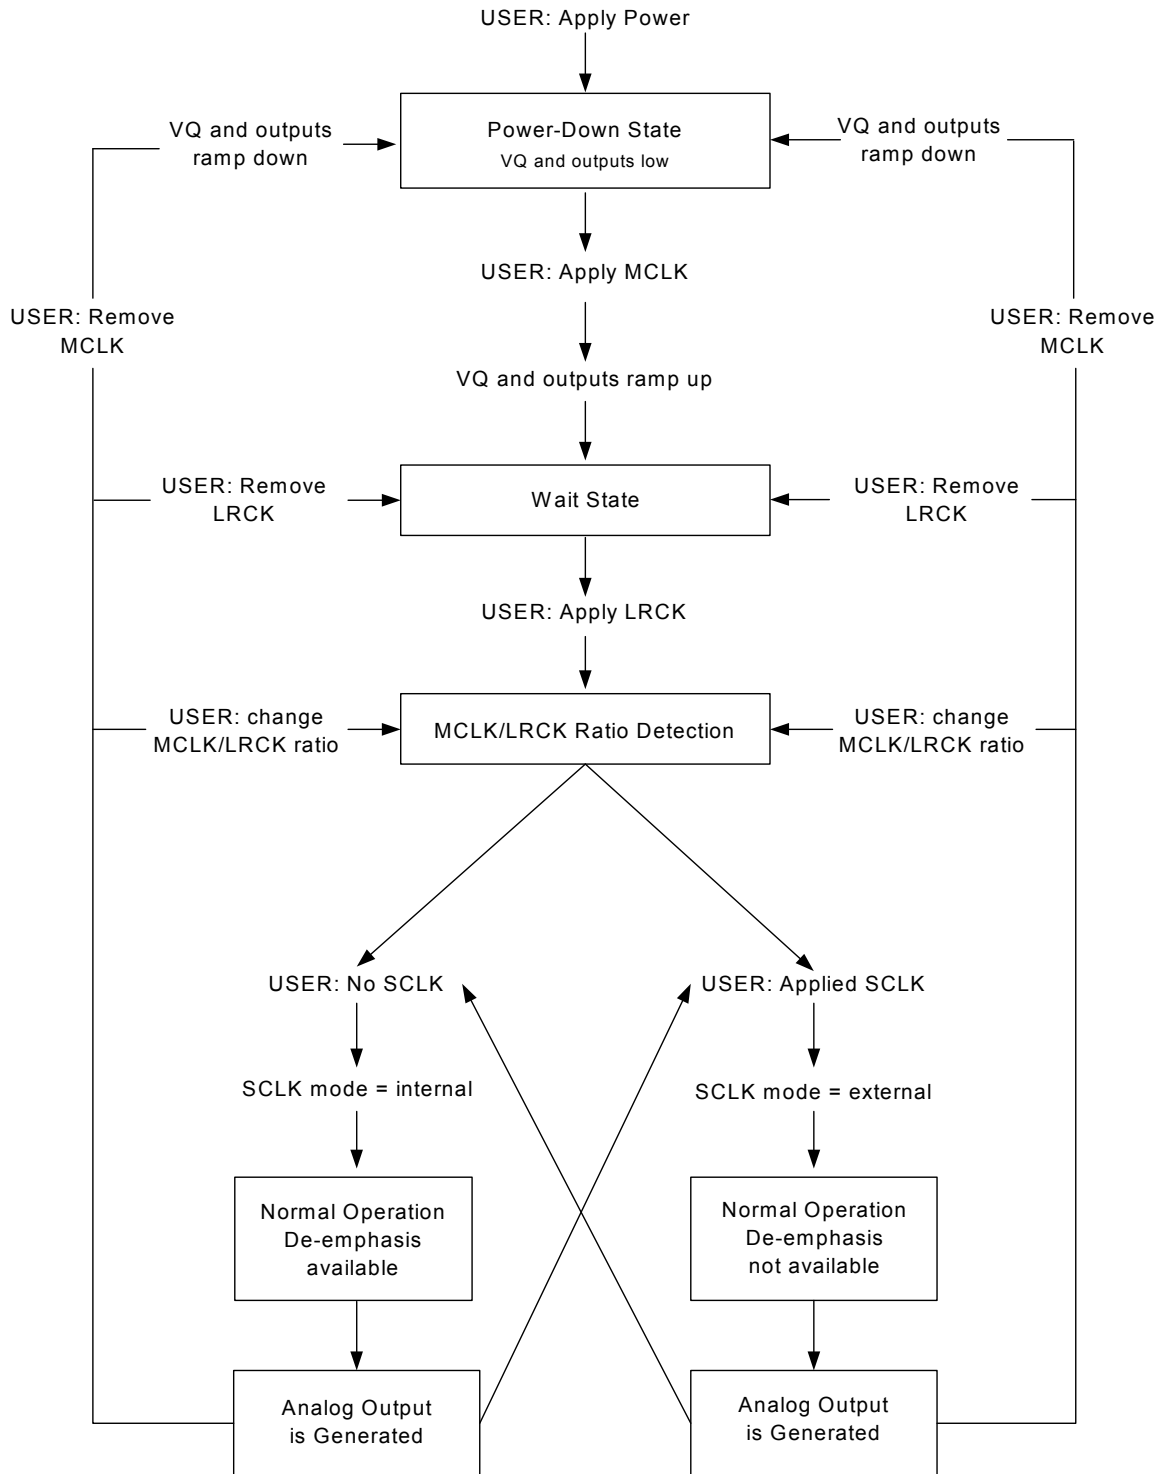 USER: Apply Power
VQ and outputs
ramp down
Power-Down State
VQ and outputs low
VQ and outputs
ramp down
USER: Apply MCLK
USER: Remove
MCLK
USER: Remove
MCLK
VQ and outputs ramp up
USER: Remove
LRCK
Wait State
USER: Remove
LRCK
USER: Apply LRCK
USER: change
MCLK/LRCK ratio
MCLK/LRCK Ratio Detection
USER: change
MCLK/LRCK ratio
USER: No SCLK
USER: Applied SCLK
SCLK mode = internal
SCLK mode = external
Normal Operation
De-emphasis
available
Normal Operation
De-emphasis
not available
Analog Output
is Generated
Analog Output
is Generated